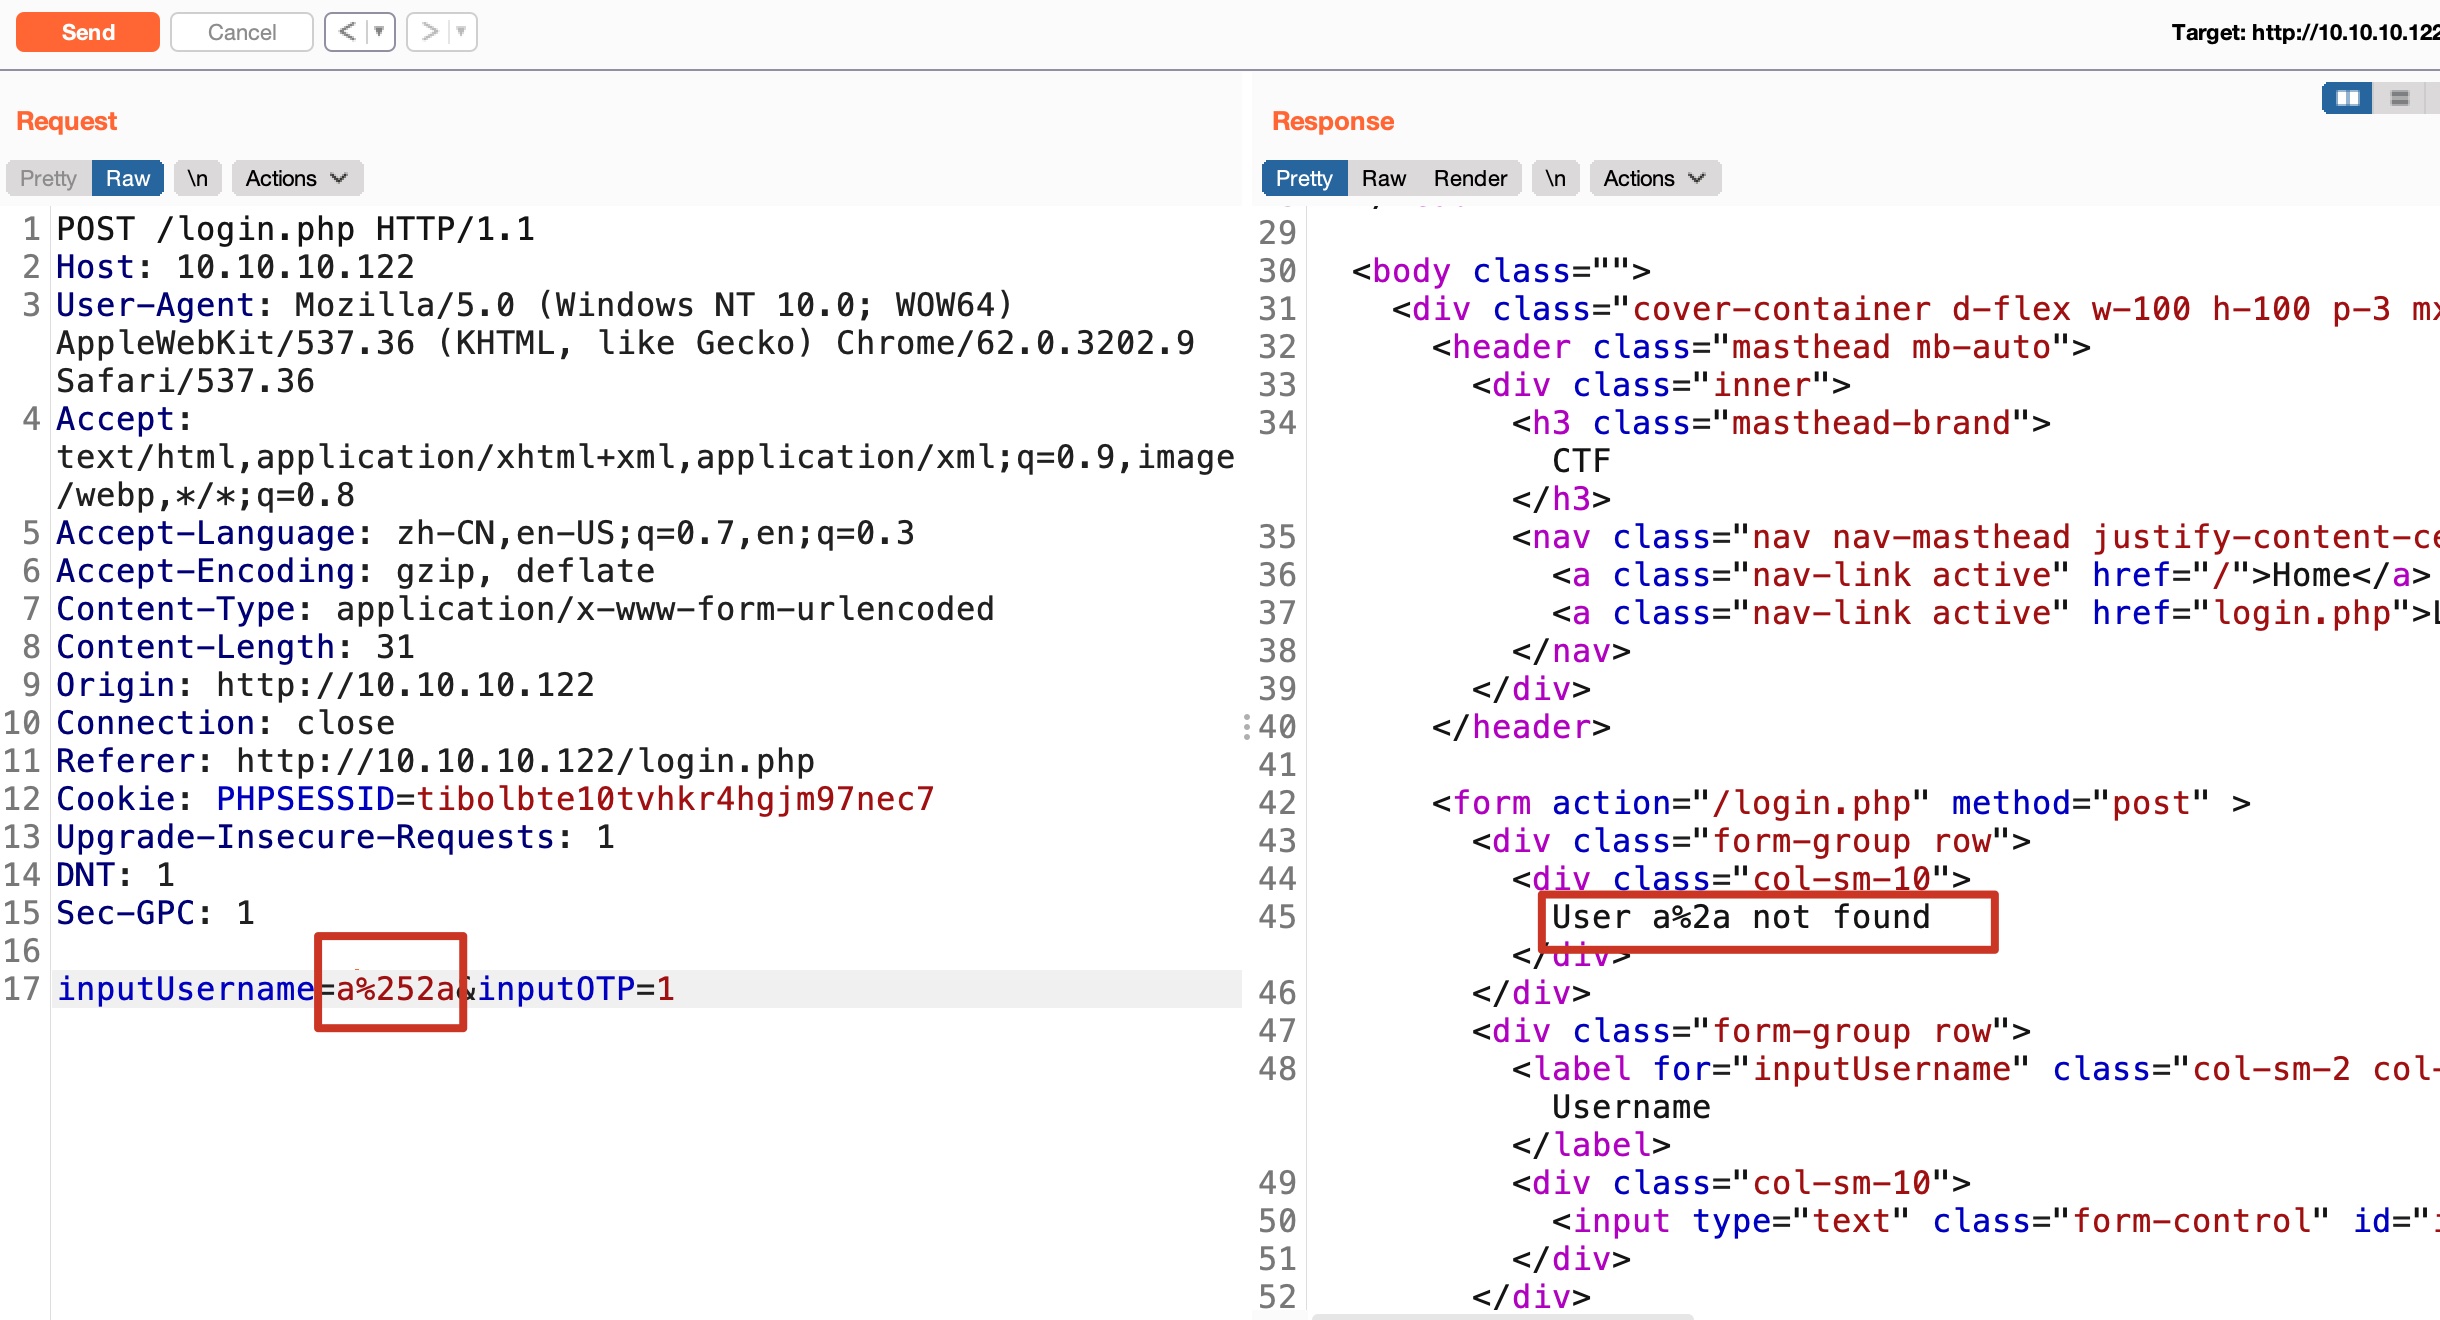 Send
Cancel
<
>
Target: http://10.10.10.122
Request
Pretty
Raw
\n
Actions
1 POST /login.php HTTP/1.1
2 Host: 10.10.10.122
3 User-Agent: Mozilla/5.0 (Windows NT 10.0; WOW64)
AppleWebKit/537.36 (KHTML, like Gecko) Chrome/62.0.3202.9
Safari/537.36
4 Accept:
text/html,application/xhtml+xml,application/xml;q=0.9,image
/webp,*/*;q=0.8
5 Accept-Language: zh-CN,en-US;q=0.7,en;q=0.3
6 Accept-Encoding: gzip, deflate
7 Content-Type: application/x-www-form-urlencoded
8 Content-Length: 31
9 Origin: http://10.10.10.122
10 Connection: close
11 Referer: http://10.10.10.122/login.php
12 Cookie: PHPSESSID=tibolbte10tvhkr4hgjm97nec7
13 Upgrade-Insecure-Requests: 1
14 DNT: 1
15 Sec-GPC: 1
16
17 inputUsername=a%252a&inputOTP=1
Response
Pretty
Raw
Render
\n
Actions
29
30 <body class="">
31 <div class="cover-container d-flex w-100 h-100 p-3 mx
32 <header class="masthead mb-auto">
33 <div class="inner">
34 <h3 class="masthead-brand">
CTF
</h3>
35 <nav class="nav nav-masthead justify-content-ce
36 <a class="nav-link active" href="/">Home</a>
37 <a class="nav-link active" href="login.php">L
38 </nav>
39 </div>
40 </header>
41
42 <form action="/login.php" method="post" >
43 <div class="form-group row">
44 <div class="col-sm-10">
45 User a%2a not found
</div>
46 </div>
47 <div class="form-group row">
48 <label for="inputUsername" class="col-sm-2 col-
Username
</label>
49 <div class="col-sm-10">
50 <input type="text" class="form-control" id="i
51 </div>
52 </div>